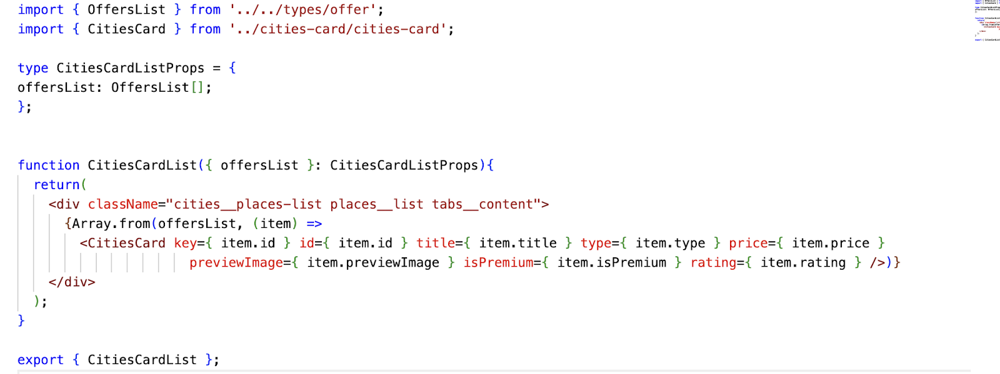 import { OffersList } from '../../types/offer';
import { CitiesCard } from '../cities-card/cities-card';

type CitiesCardListProps = {
offersList: OffersList[];
};

function CitiesCardList({ offersList }: CitiesCardListProps){
  return(
    <div className="cities__places-list places__list tabs__content">
      {Array.from(offersList, (item) =>
        <CitiesCard key={ item.id } id={ item.id } title={ item.title } type={ item.type } price={ item.price }
                      previewImage={ item.previewImage } isPremium={ item.isPremium } rating={ item.rating } />)}
    </div>
  );
}

export { CitiesCardList };